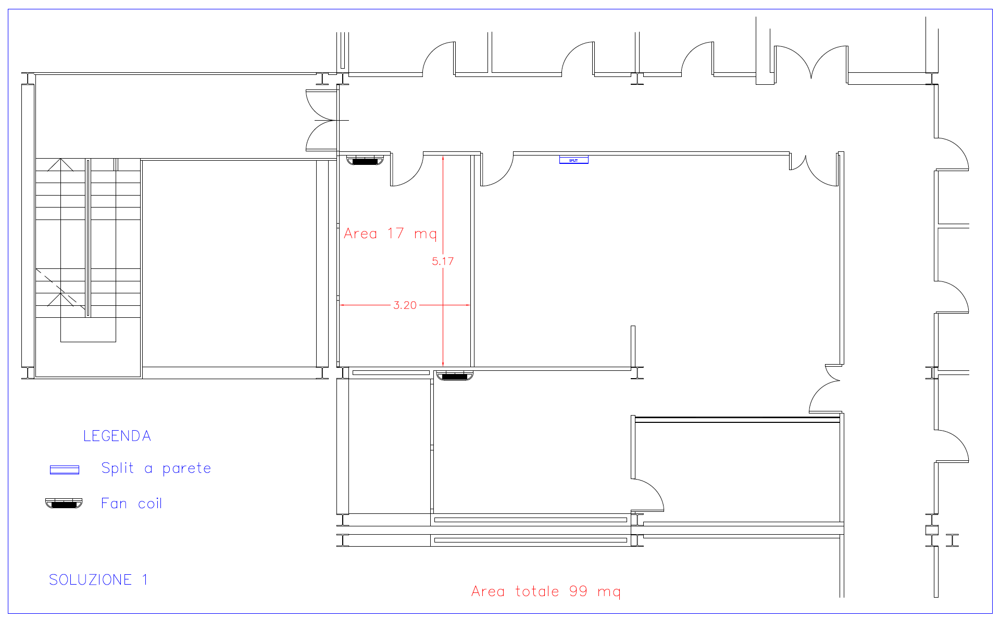 SPLIT
Area 17 mq
5.17
3.20
LEGENDA
Split a parete
Fan coil
SOLUZIONE 1
Area totale 99 mq